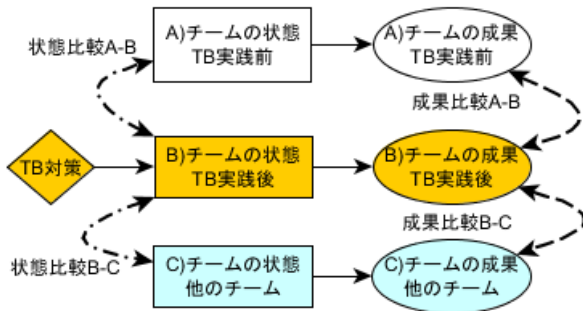 A)チームの状態
TB実践前
A)チームの成果
TB実践前
状態比較A-B
成果比較A-B
TB対策
B)チームの状態
TB実践後
B)チームの成果
TB実践後
状態比較B-C
成果比較B-C
C)チームの状態
他のチーム
C)チームの成果
他のチーム